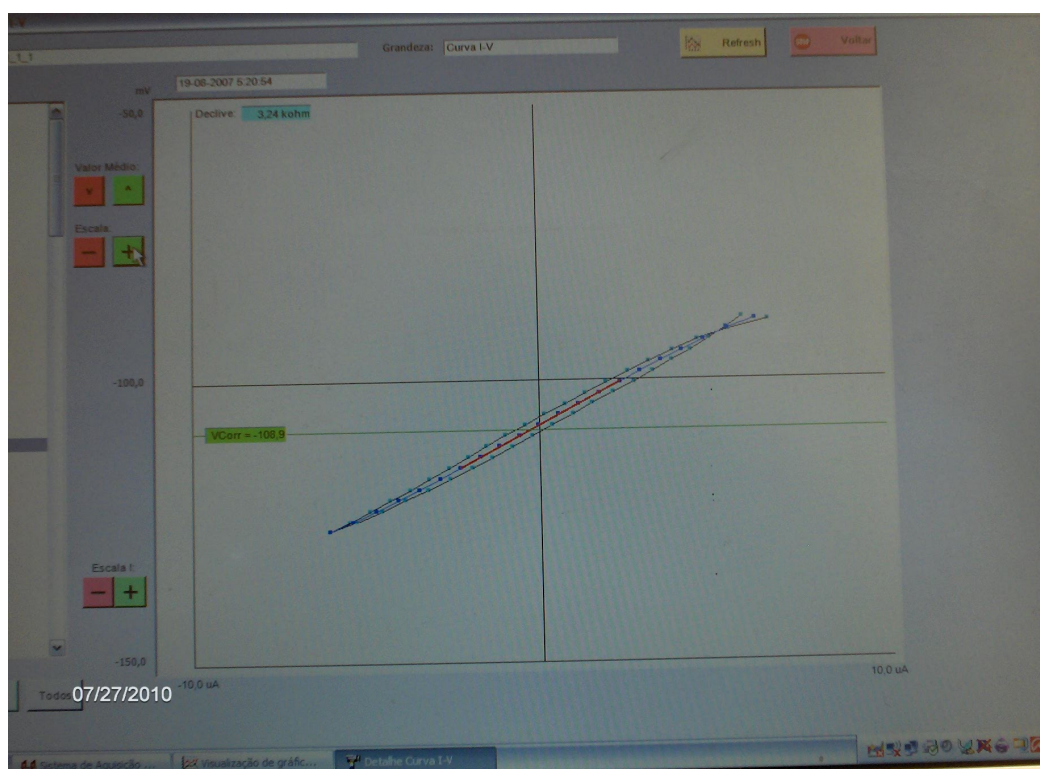 I-V
_1_1
Grandeza: Curva I-V
Refresh
Voltar
19-08-2007 5:20:54
mV
-50,0
Declive: 3,24 kohm
Valor Médio:
v ^
Escala:
- +
-100,0
VCorr = -108,9
Escala I:
- +
-150,0
-10,0 uA
10,0 uA
Todos
07/27/2010
Sistema de Aquisição ...
Visualização de gráfic...
Detalhe Curva I-V